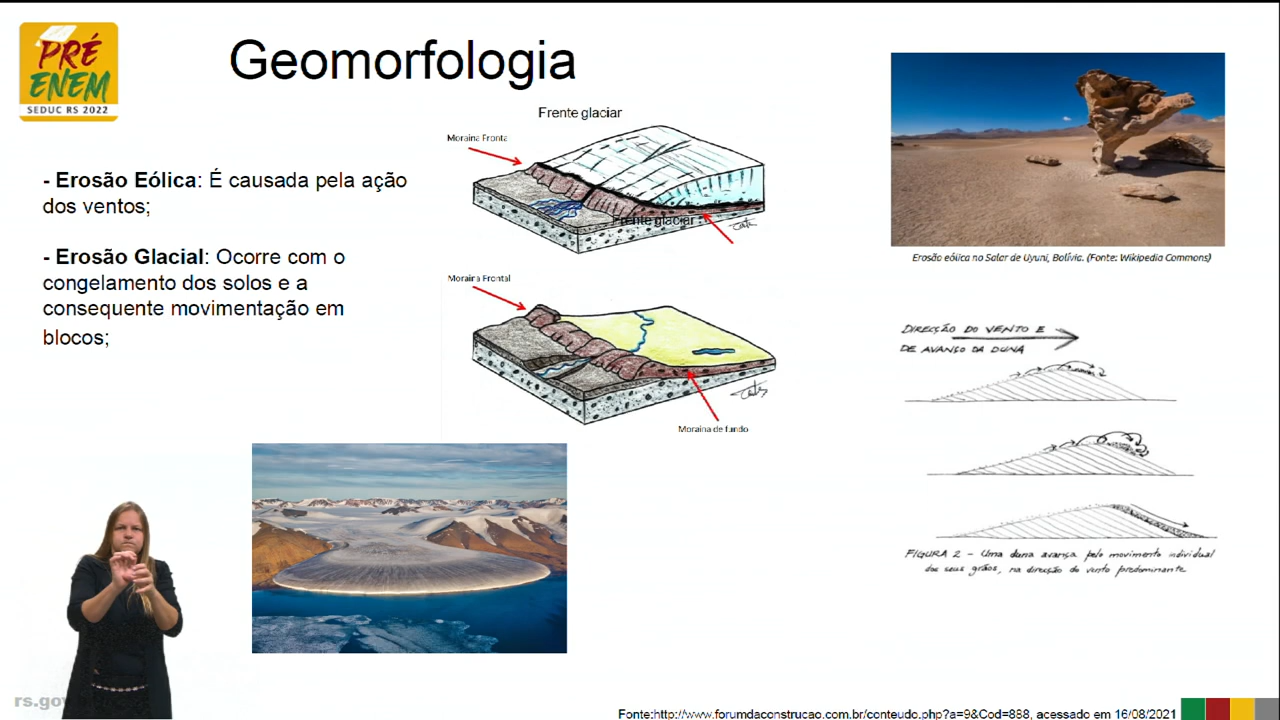 PRÉ
ENEM
SEDUC RS 2022
Geomorfologia
- Erosão Eólica: É causada pela ação
dos ventos;
- Erosão Glacial: Ocorre com o
congelamento dos solos e a
consequente movimentação em
blocos;
Frente glaciar
Moraina Fronta
Frente glaciar
Moraina Frontal
Moraina de fundo
Erosão eólica no Salar de Uyuni, Bolívia. (Fonte: Wikipedia Commons)
DIRECÇÃO DO VENTO E
DE AVANÇO DA DUNA
FIGURA 2 - Uma duna avança pelo movimento individual
dos seus grãos, na direcção do vento predominante
rs.gov
Fonte:http://www.forumdaconstrucao.com.br/conteudo.php?a=9&Cod=888, acessado em 16/08/2021